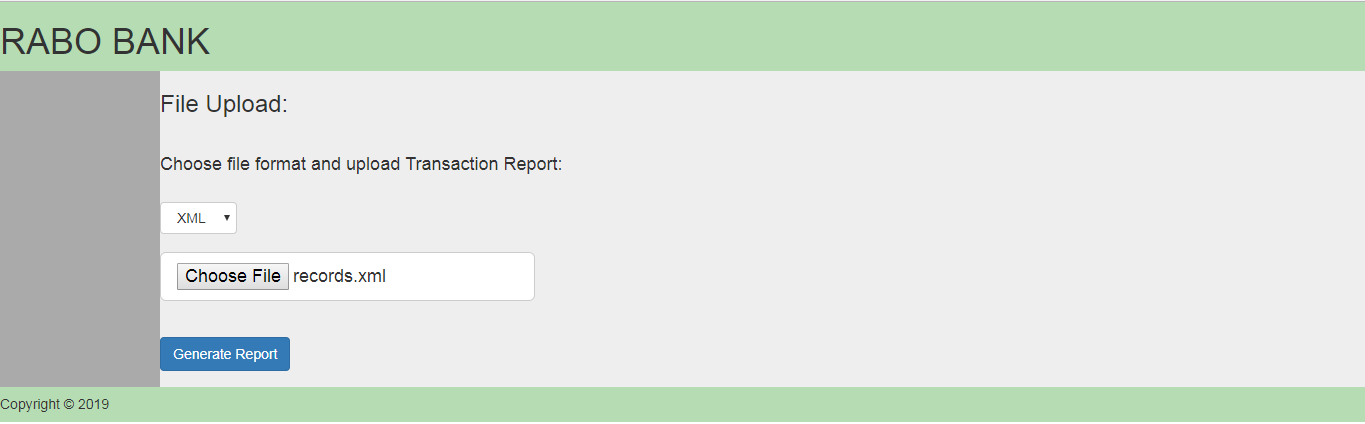 RABO BANK
File Upload:
Choose file format and upload Transaction Report:
XML
Choose File records.xml
Generate Report
Copyright © 2019